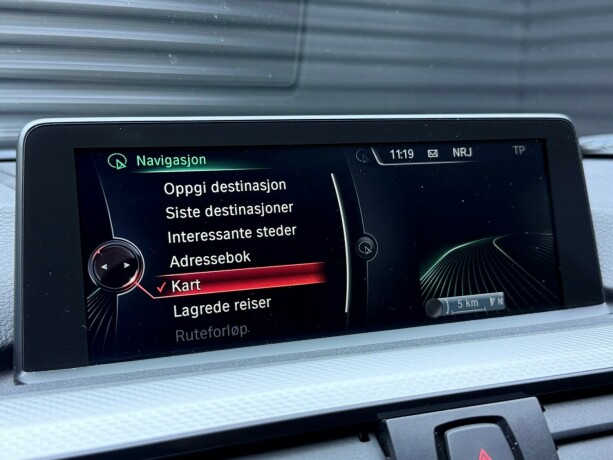 Navigasjon
11:19 NRJ TP
Oppgi destinasjon
Siste destinasjoner
Interessante steder
Adressebok
Kart
Lagrede reiser
Ruteforløp
5 km
N